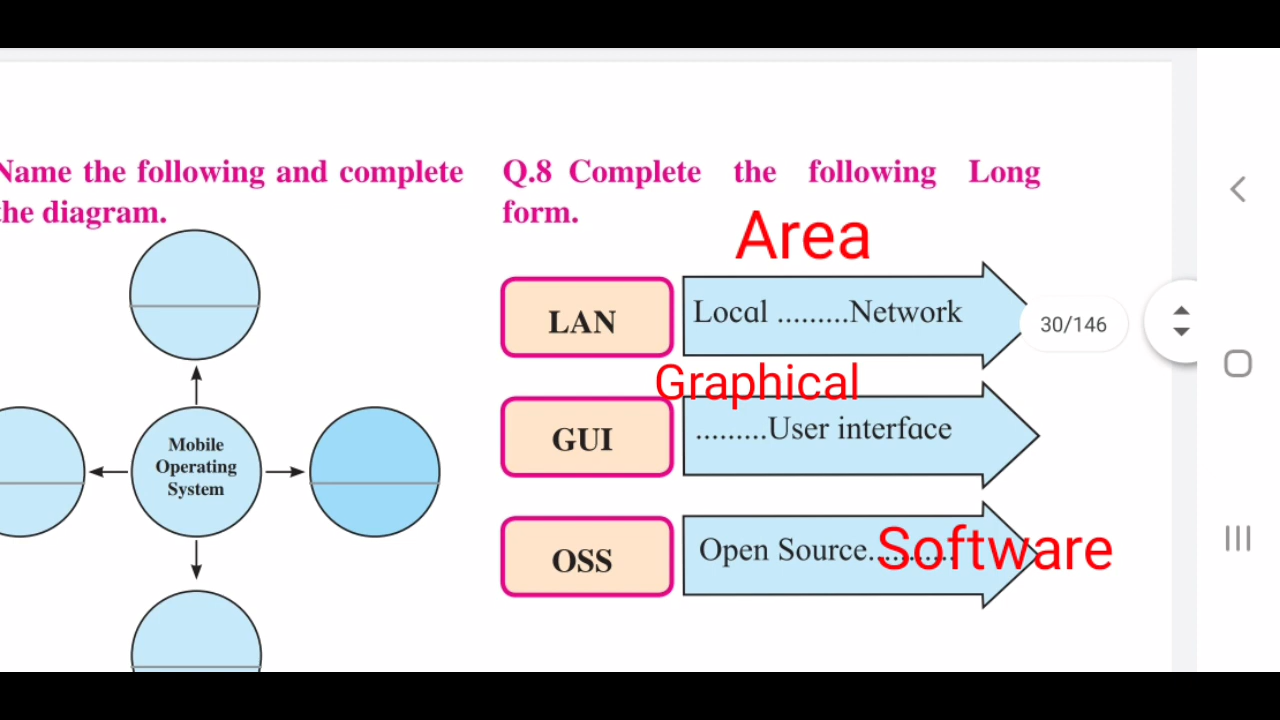 Name the following and complete
the diagram.
Mobile
Operating
System
Q.8 Complete the following Long
form.
Area
LAN
Local .........Network
30/146
Graphical
GUI
.........User interface
OSS
Open Source..........
Software